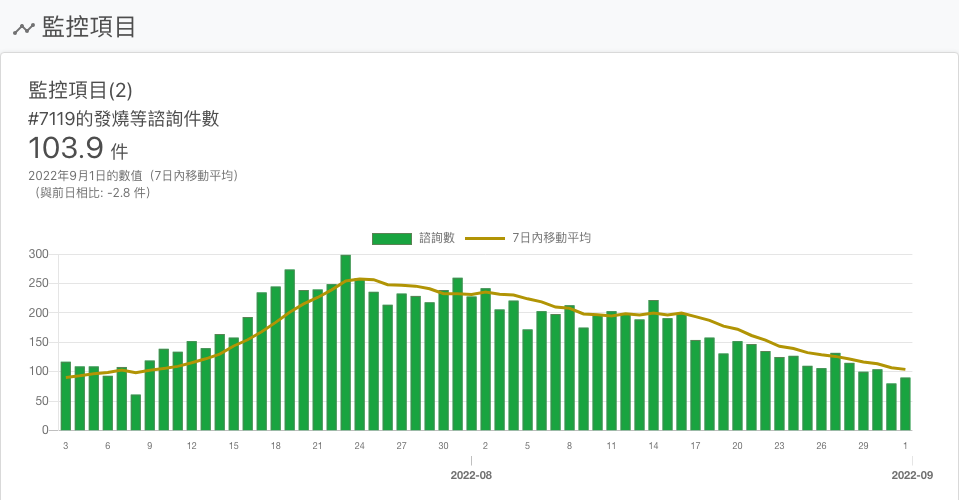 監控項目
監控項目(2)
#7119的發燒等諮詢件數
103.9 件
2022年9月1日的數值（7日內移動平均）
（與前日相比: -2.8 件）
諮詢數 7日內移動平均
300
250
200
150
100
50
0
3 6 9 12 15 18 21 24 27 30 2 5 8 11 14 17 20 23 26 29 1
2022-08 2022-09